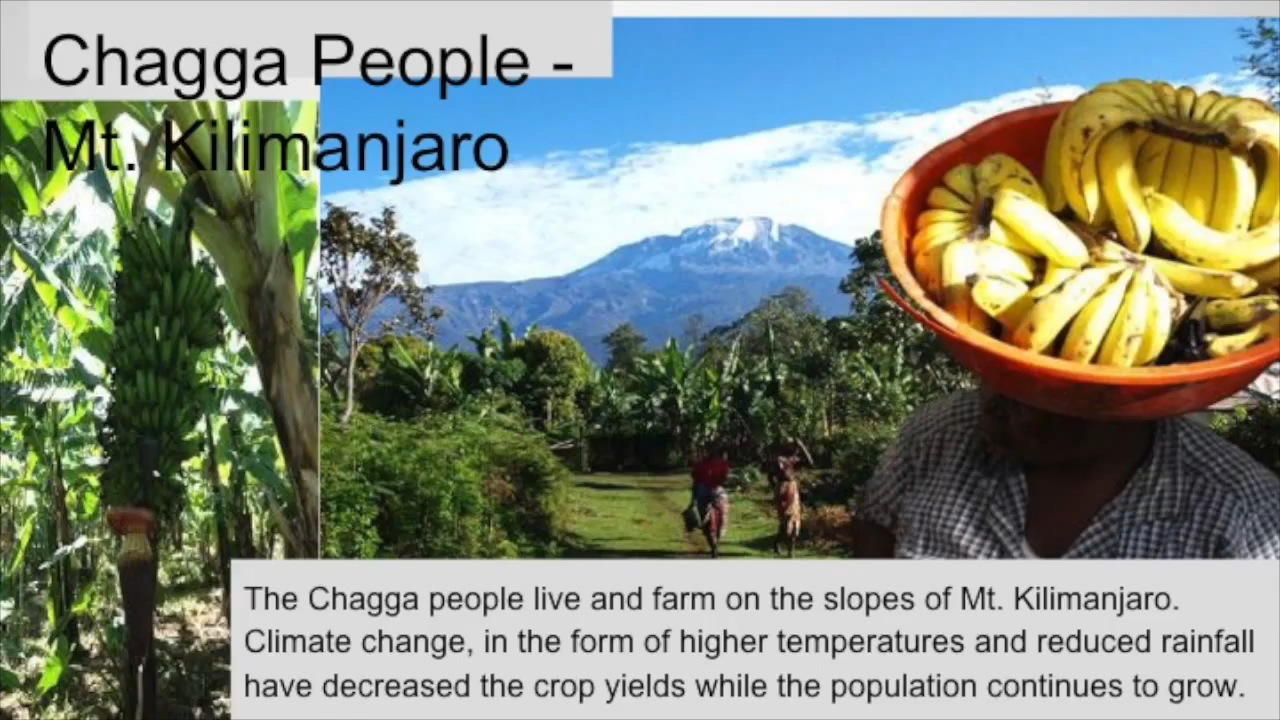 Chagga People -
Mt. Kilimanjaro
The Chagga people live and farm on the slopes of Mt. Kilimanjaro.
Climate change, in the form of higher temperatures and reduced rainfall
have decreased the crop yields while the population continues to grow.